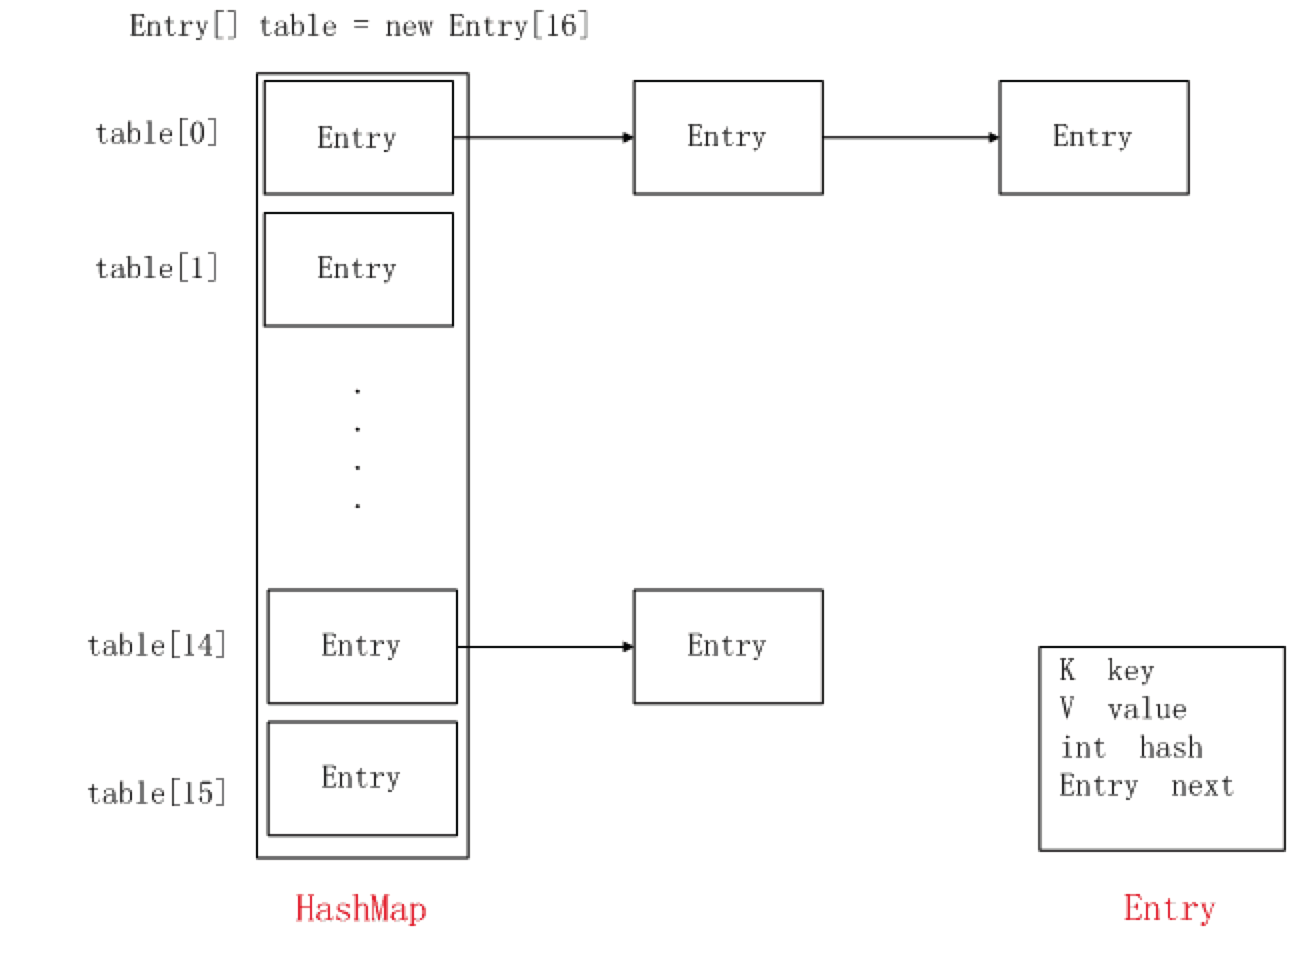 Entry[] table = new Entry[16]
table[0]
Entry
Entry
Entry
table[1]
Entry
table[14]
Entry
Entry
table[15]
Entry
K key
V value
int hash
Entry next
HashMap
Entry